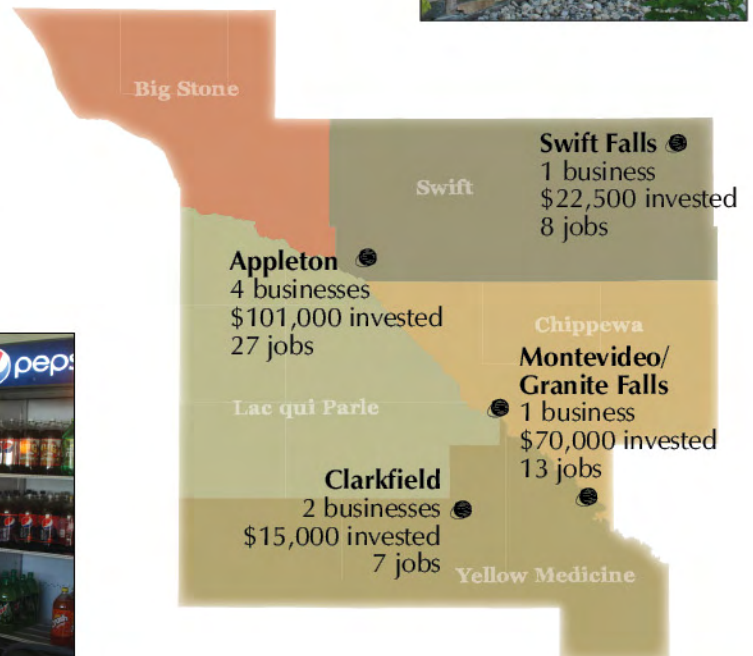 Big Stone
Swift Falls
1 business
$22,500 invested
8 jobs
Swift
Appleton
4 businesses
$101,000 invested
27 jobs
Chippewa
Montevideo/
Granite Falls
1 business
$70,000 invested
13 jobs
Lac qui Parle
Clarkfield
2 businesses
$15,000 invested
7 jobs
Yellow Medicine
peps